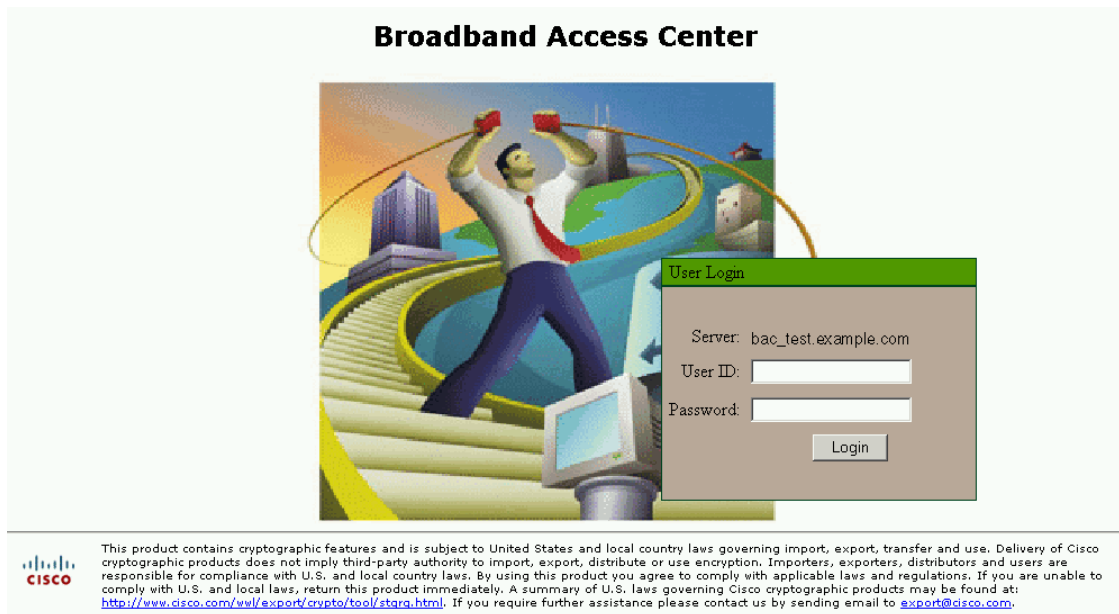 Broadband Access Center
User Login
Server: bac_test.example.com
User ID:
Password:
Login
CISCO
This product contains cryptographic features and is subject to United States and local country laws governing import, export, transfer and use. Delivery of Cisco
cryptographic products does not imply third-party authority to import, export, distribute or use encryption. Importers, exporters, distributors and users are
responsible for compliance with U.S. and local country laws. By using this product you agree to comply with applicable laws and regulations. If you are unable to
comply with U.S. and local laws, return this product immediately. A summary of U.S. laws governing Cisco cryptographic products may be found at:
http://www.cisco.com/wwl/export/crypto/tool/stqrg.html. If you require further assistance please contact us by sending email to export@cisco.com.